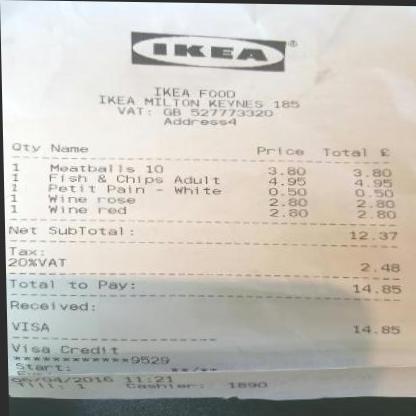 IKEA®
IKEA FOOD
IKEA MILTON KEYNES 185
VAT: GB 527773320
Address4
Qty Name Price Total £
1 Meatballs 10 3.80 3.80
1 Fish & Chips Adult 4.95 4.95
1 Petit Pain - White 0.50 0.50
1 Wine rose 2.80 2.80
1 Wine red 2.80 2.80
Net SubTotal: 12.37
Tax:
20%VAT 2.48
Total to Pay: 14.85
Received:
VISA 14.85
Visa Credit
************9529
Start: **/**
06/04/2016 11:21
Till: 1 Cashier: 1890